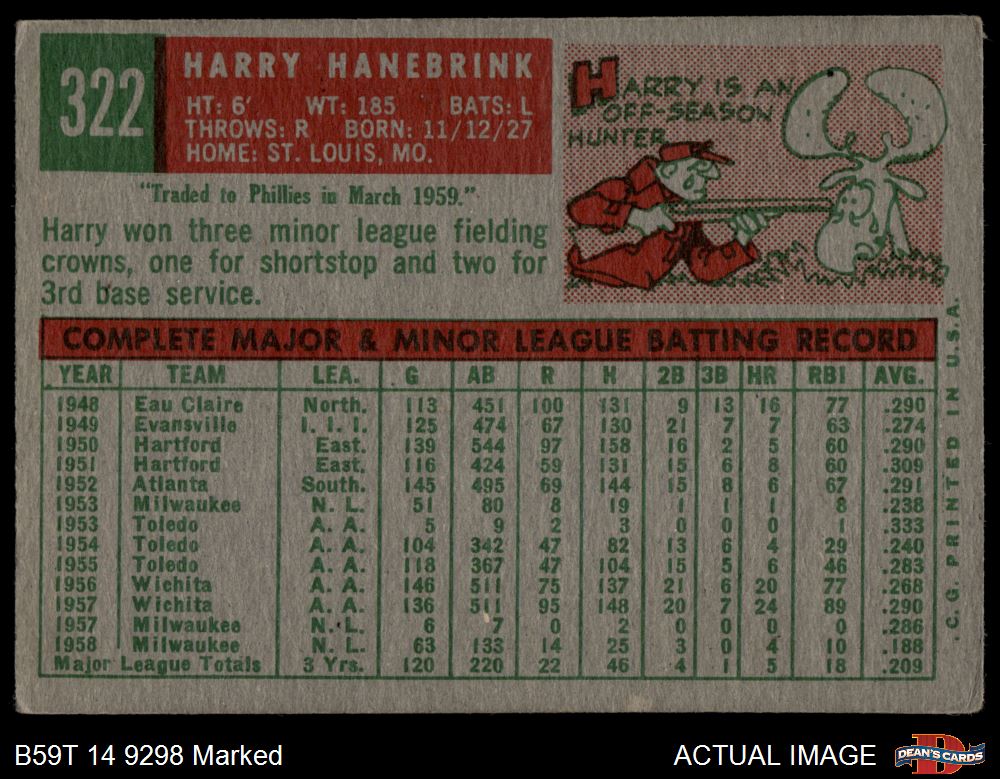 322
HARRY HANEBRINK
HT: 6' WT: 185 BATS: L
THROWS: R BORN: 11/12/27
HOME: ST. LOUIS, MO.
HARRY IS AN
OFF-SEASON
HUNTER
"Traded to Phillies in March 1959."
Harry won three minor league fielding
crowns, one for shortstop and two for
3rd base service.
COMPLETE MAJOR & MINOR LEAGUE BATTING RECORD
YEAR TEAM LEA. G AB R H 2B 3B HR RBI AVG.
1948 Eau Claire North. 113 451 100 131 9 13 16 77 .290
1949 Evansville I. I. I. 125 474 67 130 21 7 7 63 .274
1950 Hartford East. 139 544 97 158 16 2 5 60 .290
1951 Hartford East. 116 424 59 131 15 6 8 60 .309
1952 Atlanta South. 145 495 69 144 15 8 6 67 .291
1953 Milwaukee N. L. 51 80 8 19 1 1 1 8 .238
1953 Toledo A. A. 5 9 2 3 0 0 0 1 .333
1954 Toledo A. A. 104 342 47 82 13 6 4 29 .240
1955 Toledo A. A. 118 367 47 104 15 5 6 46 .283
1956 Wichita A. A. 146 511 75 137 21 6 20 77 .268
1957 Wichita A. A. 136 511 95 148 20 7 24 89 .290
1957 Milwaukee N. L. 6 7 0 2 0 0 0 0 .286
1958 Milwaukee N. L. 63 133 14 25 3 0 4 10 .188
Major League Totals 3 Yrs. 120 220 22 46 4 1 5 18 .209
.C.G. PRINTED IN U.S.A.
B59T 14 9298 Marked
ACTUAL IMAGE
DEAN'S CARDS